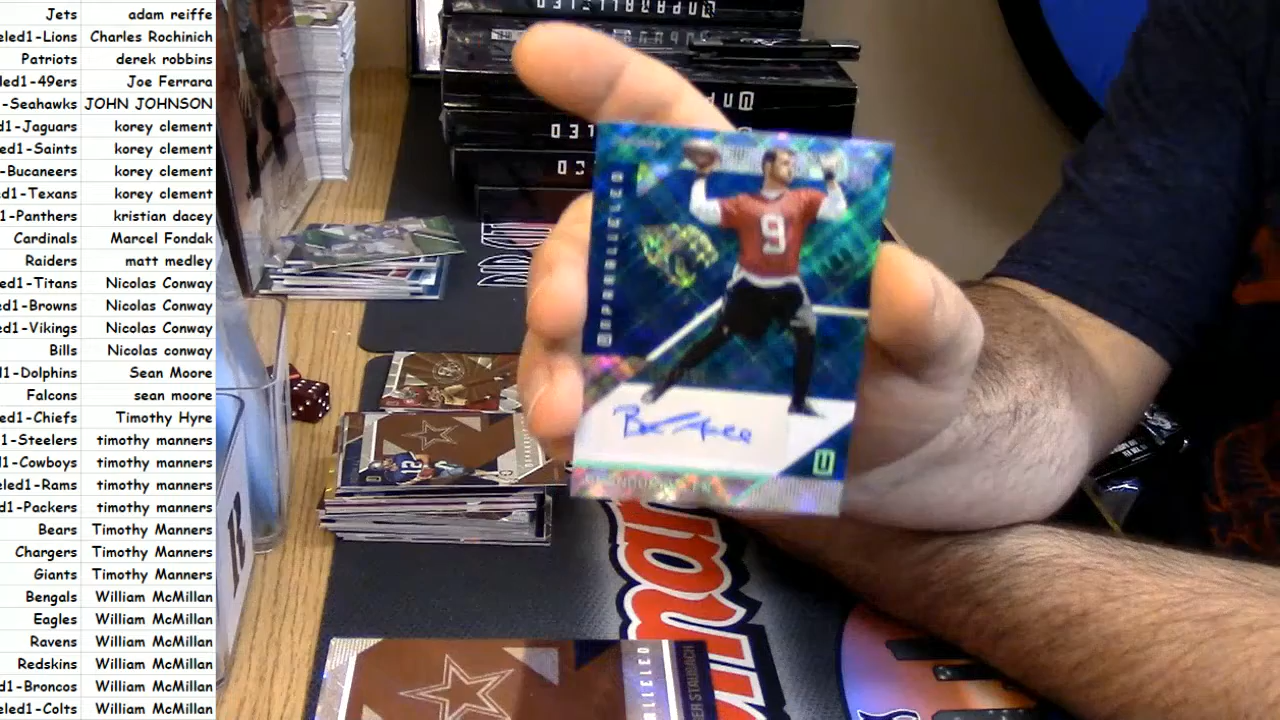 Jets adam reiffe
eled1-Lions Charles Rochinich
Patriots derek robbins
led1-49ers Joe Ferrara
-Seahawks JOHN JOHNSON
ed1-Jaguars korey clement
eled1-Saints korey clement
-Bucaneers korey clement
ed1-Texans korey clement
1-Panthers kristian dacey
Cardinals Marcel Fondak
Raiders matt medley
led1-Titans Nicolas Conway
ed1-Browns Nicolas Conway
ed1-Vikings Nicolas Conway
Bills Nicolas conway
d1-Dolphins Sean Moore
Falcons sean moore
led1-Chiefs Timothy Hyre
1-Steelers timothy manners
d1-Cowboys timothy manners
eled1-Rams timothy manners
d1-Packers timothy manners
Bears Timothy Manners
Chargers Timothy Manners
Giants Timothy Manners
Bengals William McMillan
Eagles William McMillan
Ravens William McMillan
Redskins William McMillan
d1-Broncos William McMillan
eled1-Colts William McMillan
UNPARALLELED
9
U
12